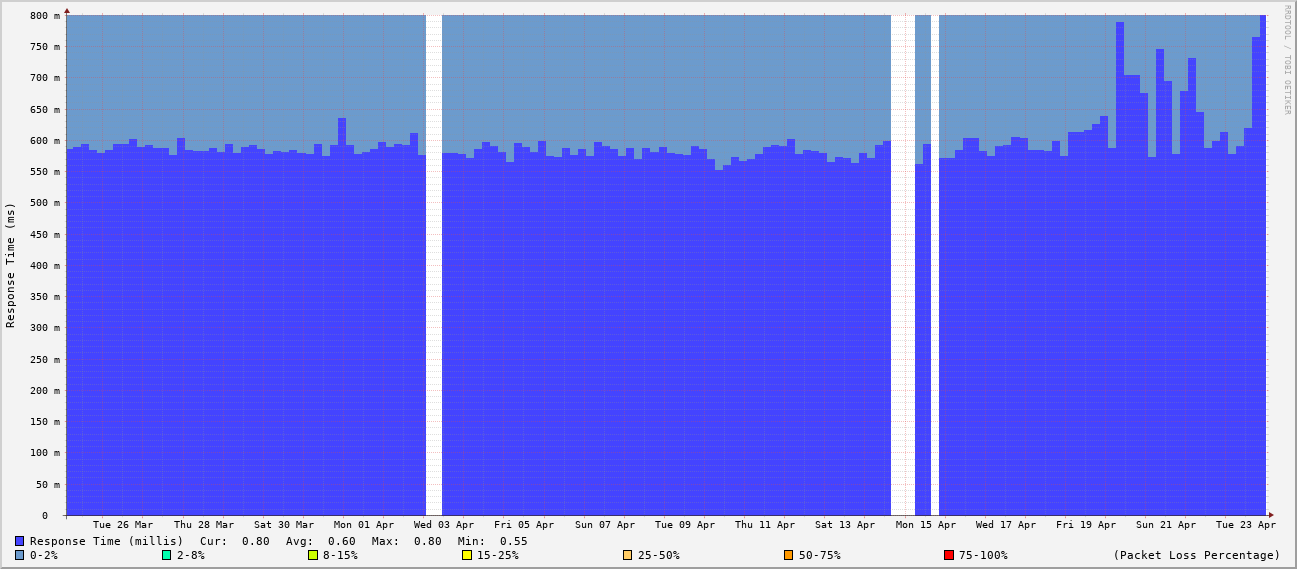 800 m
750 m
700 m
650 m
600 m
550 m
500 m
450 m
400 m
350 m
300 m
250 m
200 m
150 m
100 m
50 m
0
Response Time (ms)
RRDTOOL / TOBI OETIKER
Tue 26 Mar Thu 28 Mar Sat 30 Mar Mon 01 Apr Wed 03 Apr Fri 05 Apr Sun 07 Apr Tue 09 Apr Thu 11 Apr Sat 13 Apr Mon 15 Apr Wed 17 Apr Fri 19 Apr Sun 21 Apr Tue 23 Apr
Response Time (millis) Cur: 0.80 Avg: 0.60 Max: 0.80 Min: 0.55
0-2% 2-8% 8-15% 15-25% 25-50% 50-75% 75-100% (Packet Loss Percentage)